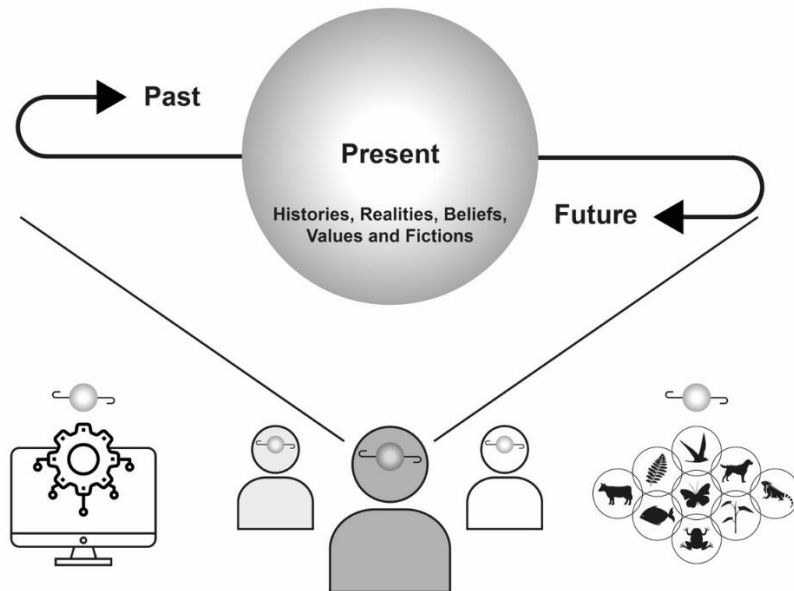 Past
Present
Histories, Realities, Beliefs,
Values and Fictions
Future